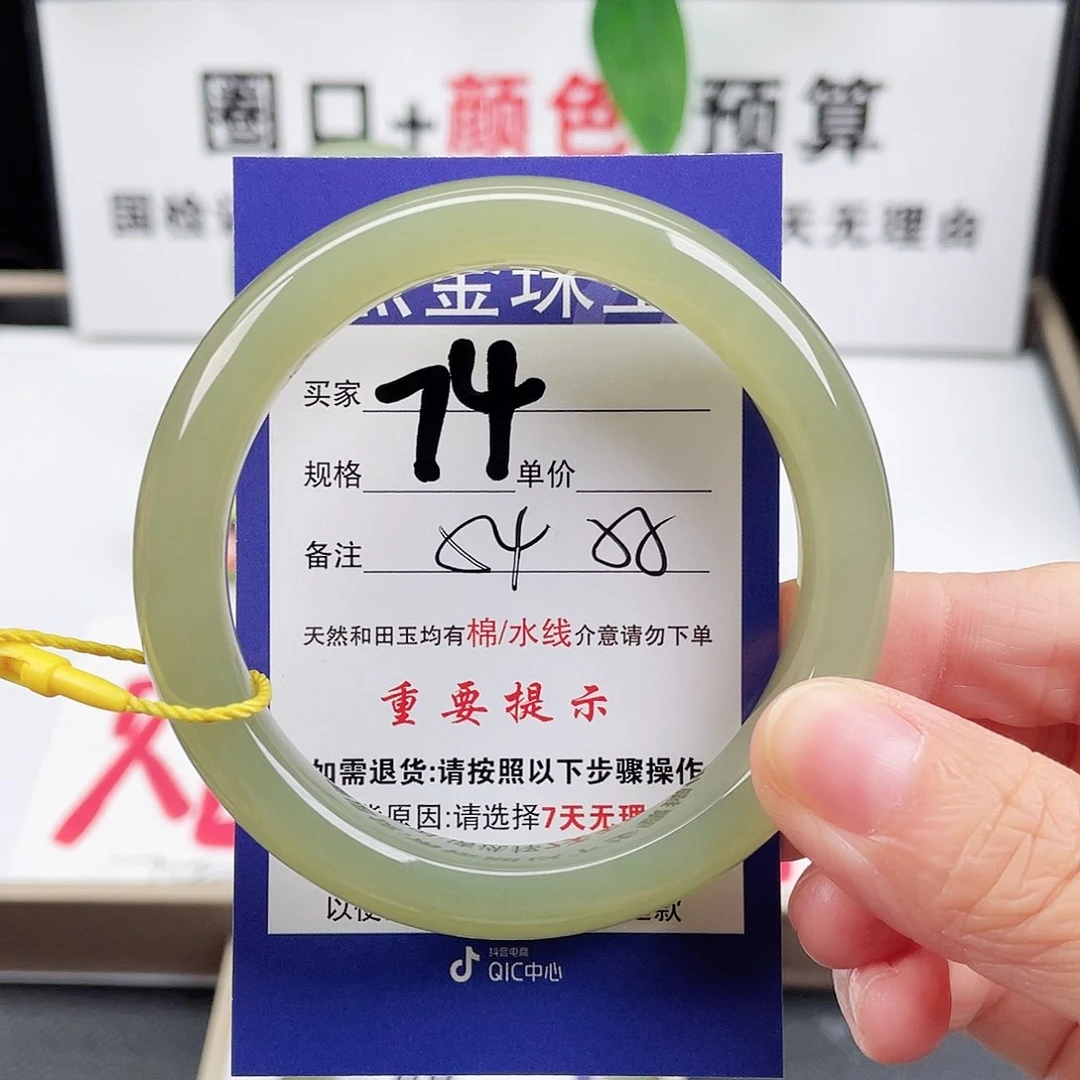 圈口+颜色 预算
国检 天无理由
金珠
买家 74
规格 单价
备注 54 88
天然和田玉均有棉/水线介意请勿下单
重要提示
如需退货:请按照以下步骤操作
原因:请选择7天无理
以
款
抖音电商
QIC中心